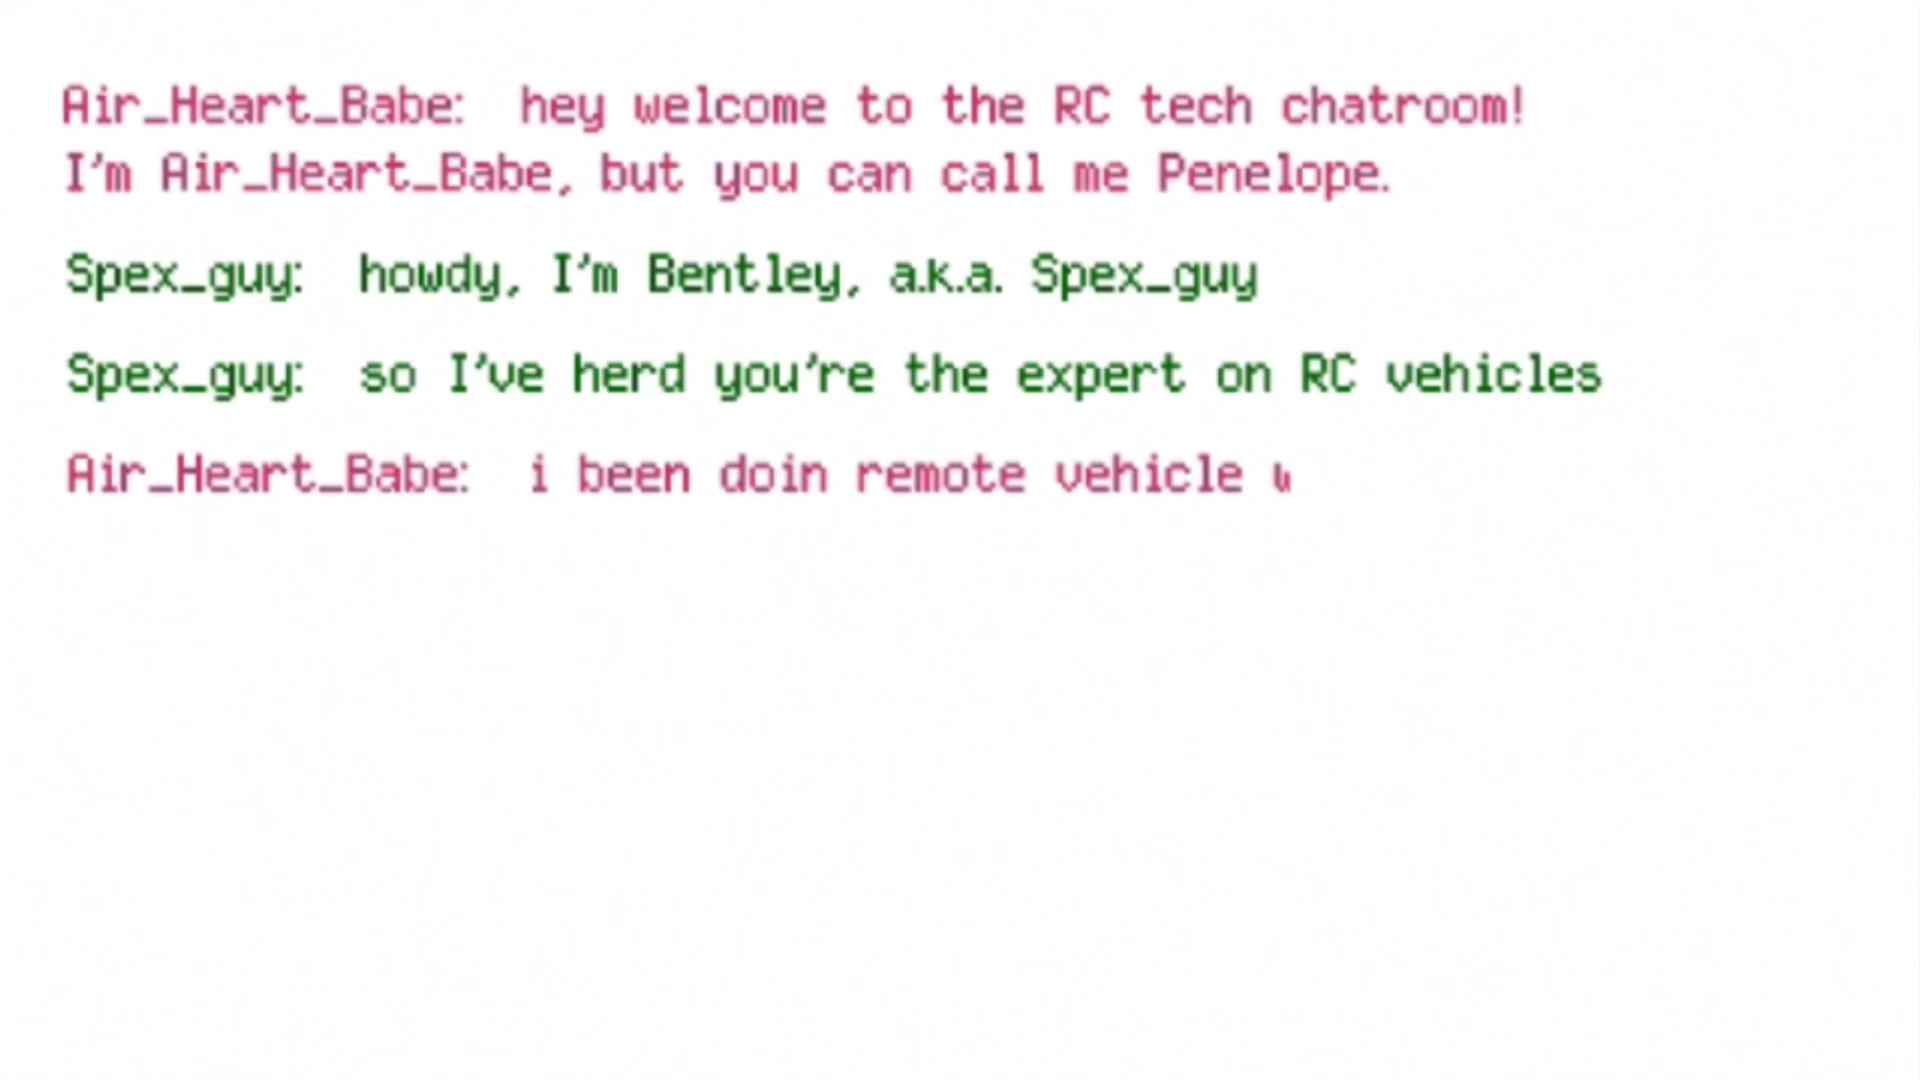 Air_Heart_Babe: hey welcome to the RC tech chatroom!
I'm Air_Heart_Babe, but you can call me Penelope.
Spex_guy: howdy, I'm Bentley, a.k.a. Spex_guy
Spex_guy: so I've herd you're the expert on RC vehicles
Air_Heart_Babe: i been doin remote vehicle